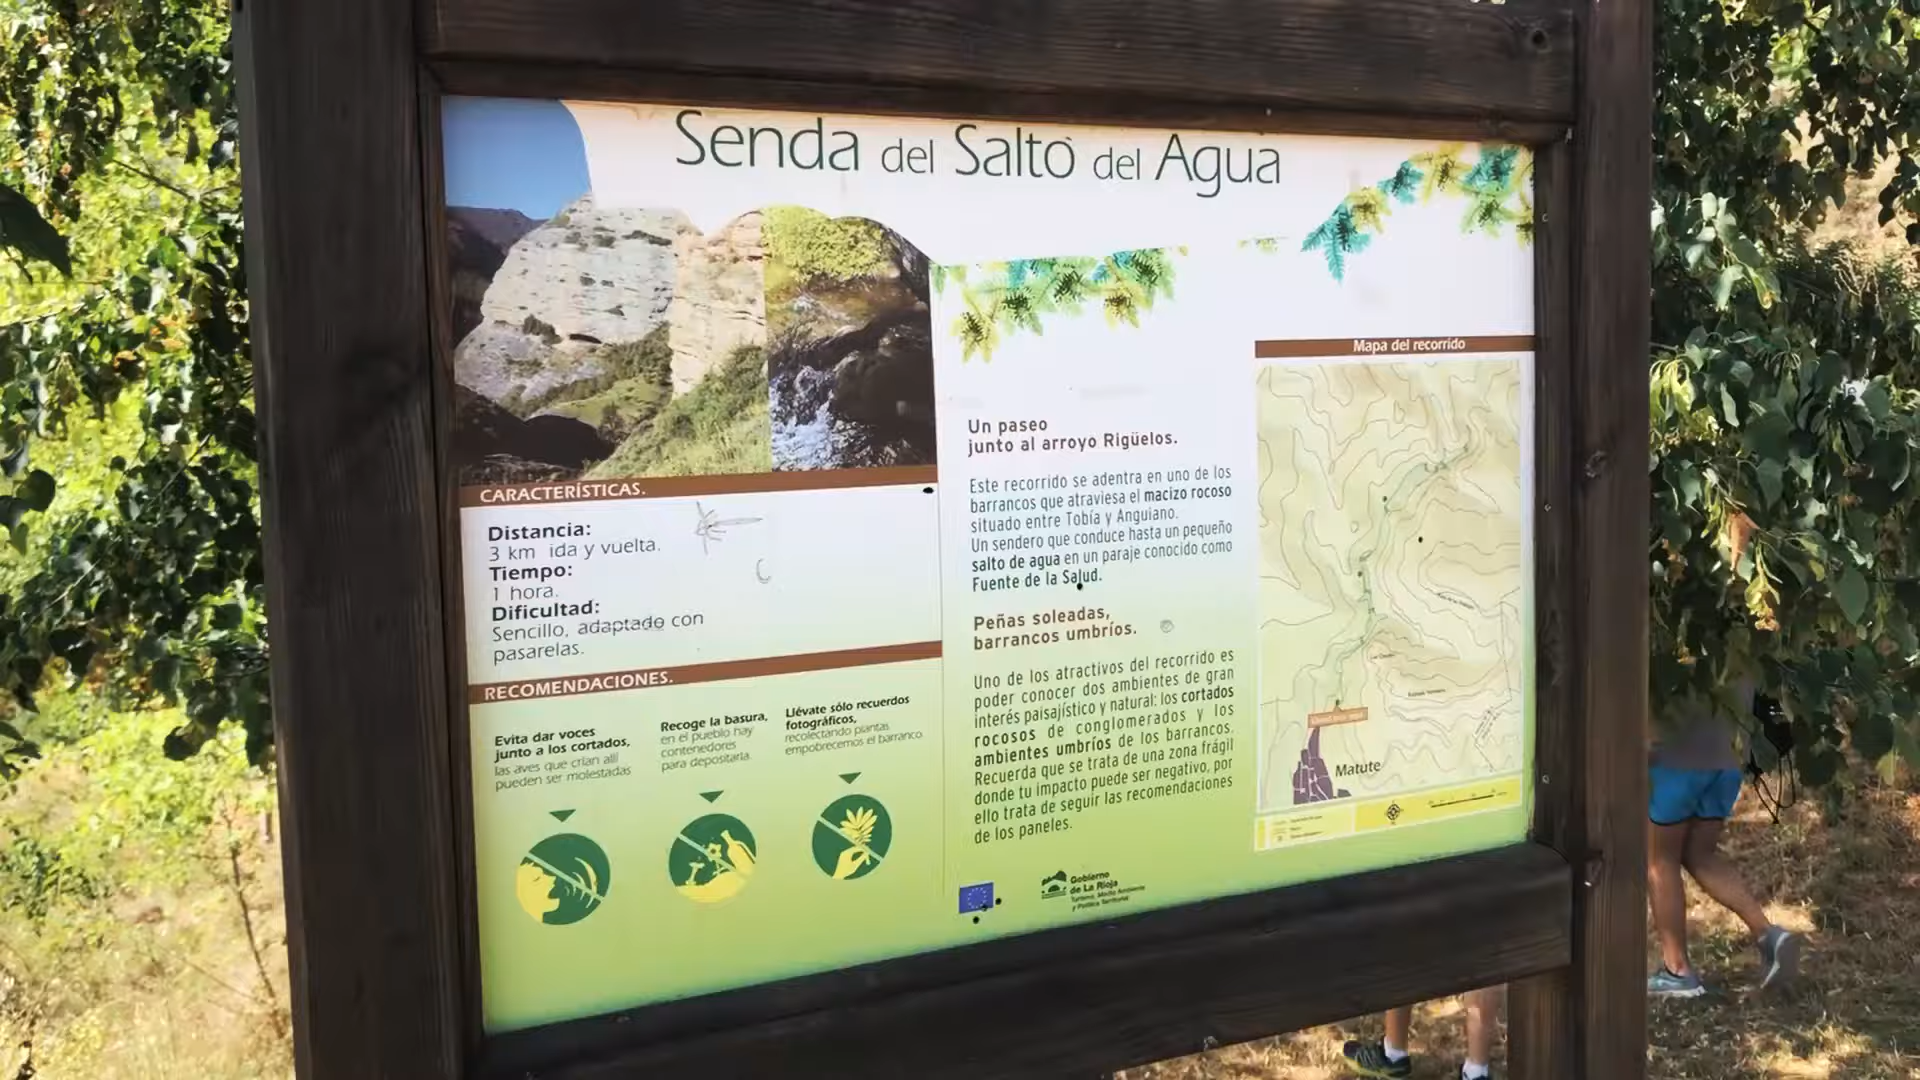 Senda del Salto del Agua
CARACTERÍSTICAS.
Distancia:
3 km ida y vuelta.
Tiempo:
1 hora.
Dificultad:
Sencillo, adaptado con
pasarelas.
RECOMENDACIONES.
Evita dar voces
junto a los cortados,
las aves que crían allí
pueden ser molestadas
Recoge la basura,
en el pueblo hay
contenedores
para depositarla.
Llévate sólo recuerdos
fotográficos,
recolectando plantas
empobrecemos el barranco.
Un paseo
junto al arroyo Rigüelos.
Este recorrido se adentra en uno de los
barrancos que atraviesa el macizo rocoso
situado entre Tobía y Anguiano.
Un sendero que conduce hasta un pequeño
salto de agua en un paraje conocido como
Fuente de la Salud.
Peñas soleadas,
barrancos umbríos.
Uno de los atractivos del recorrido es
poder conocer dos ambientes de gran
interés paisajístico y natural: los cortados
rocosos de conglomerados y los
ambientes umbríos de los barrancos.
Recuerda que se trata de una zona frágil
donde tu impacto puede ser negativo, por
ello trata de seguir las recomendaciones
de los paneles.
Gobierno
de La Rioja
Turismo, Medio Ambiente
y Política Territorial
Mapa del recorrido
Matute